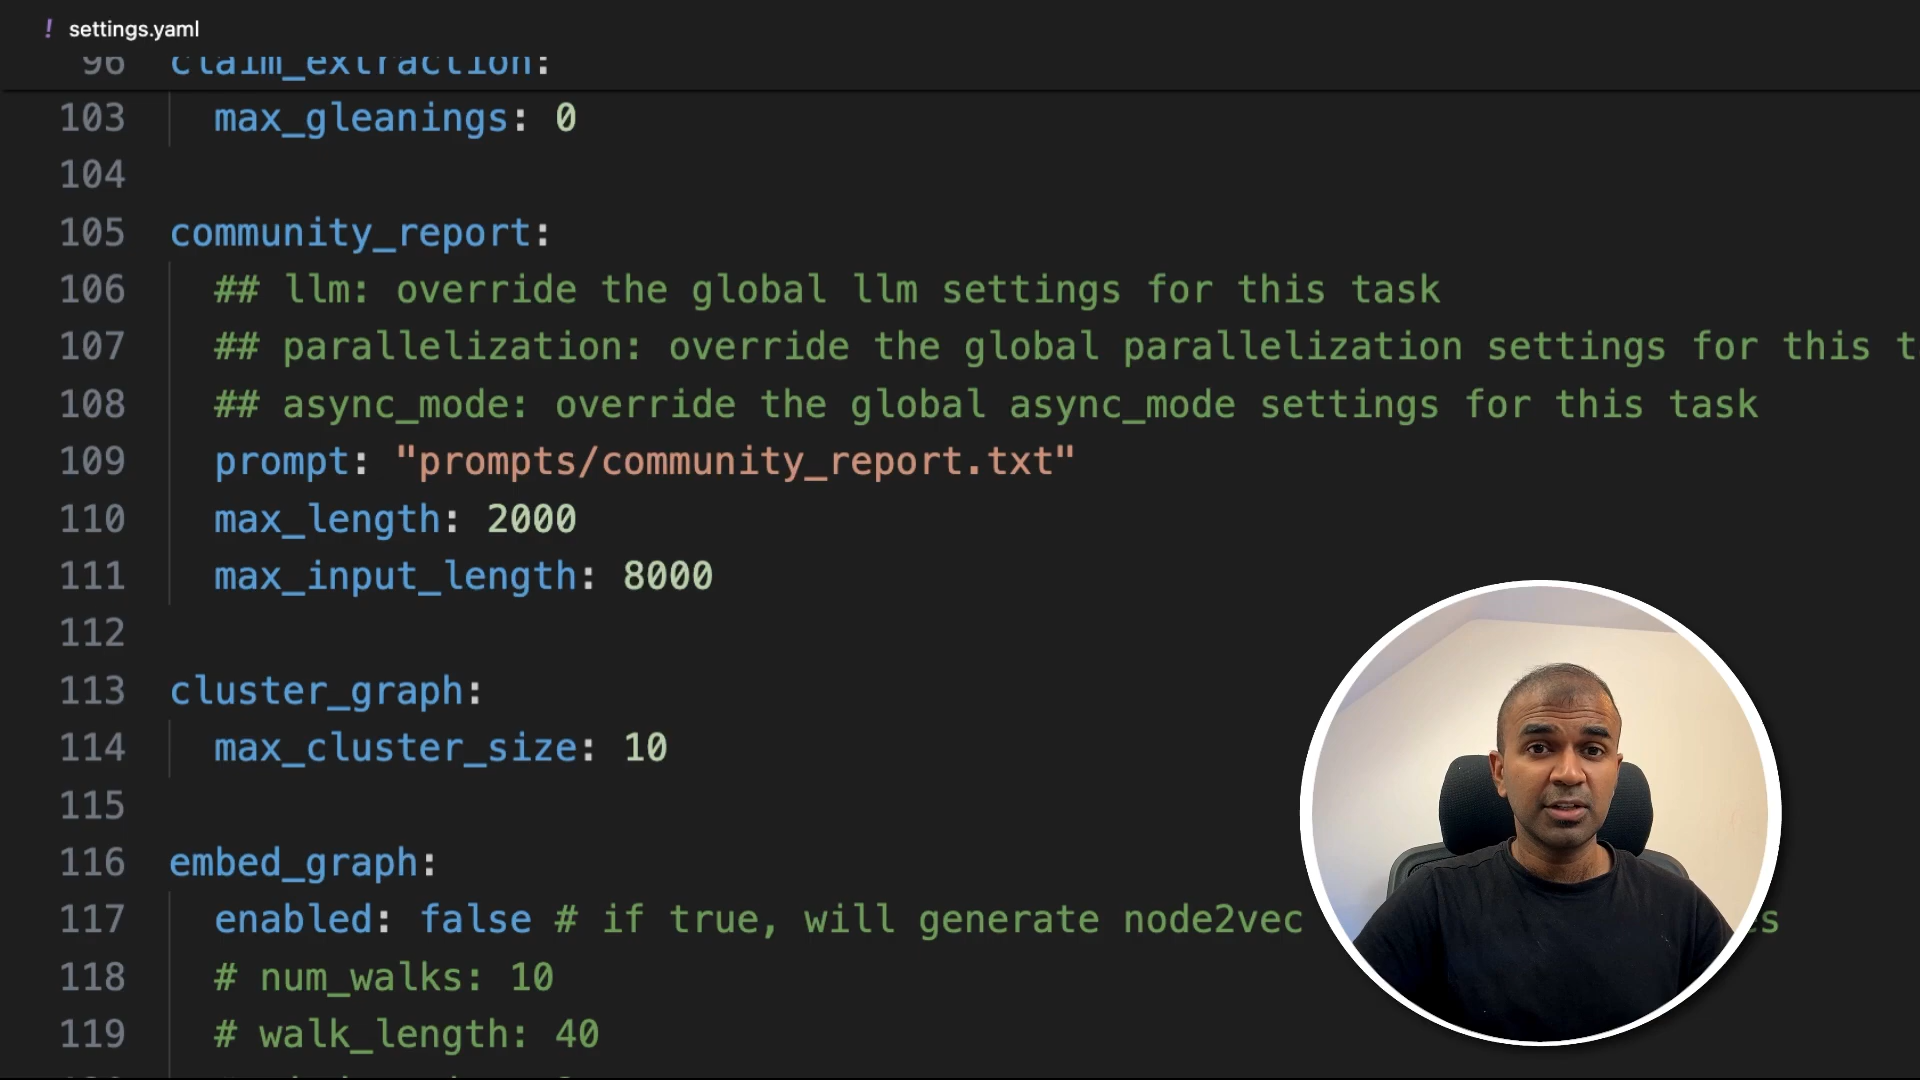 ! settings.yaml
96 claim_extraction:
103 max_gleanings: 0
104
105 community_report:
106 ## llm: override the global llm settings for this task
107 ## parallelization: override the global parallelization settings for this t
108 ## async_mode: override the global async_mode settings for this task
109 prompt: "prompts/community_report.txt"
110 max_length: 2000
111 max_input_length: 8000
112
113 cluster_graph:
114 max_cluster_size: 10
115
116 embed_graph:
117 enabled: false # if true, will generate node2vec
118 # num_walks: 10
119 # walk_length: 40